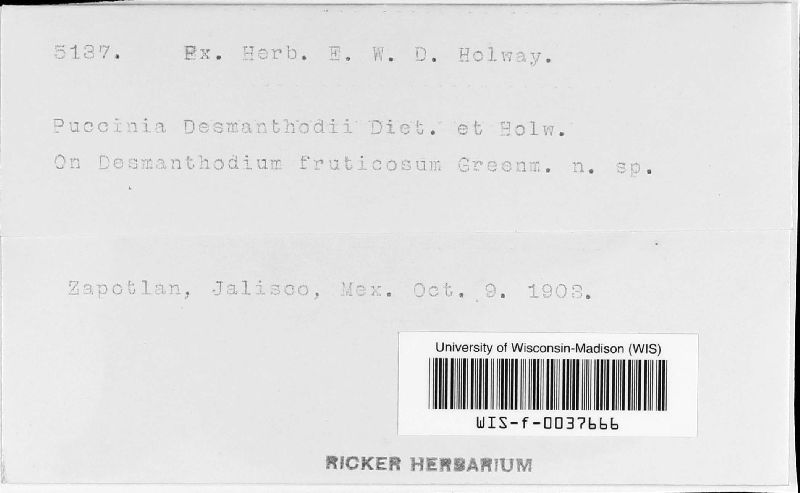 5137. Ex. Herb. E. W. D. Holway.
Puccinia Desmanthodii Diet. et Holw.
On Desmanthodium fruticosum Greenm. n. sp.
Zapotlan, Jalisco, Mex. Oct. 9. 1903.
University of Wisconsin-Madison (WIS)
WIS-f-0037666
RICKER HERBARIUM